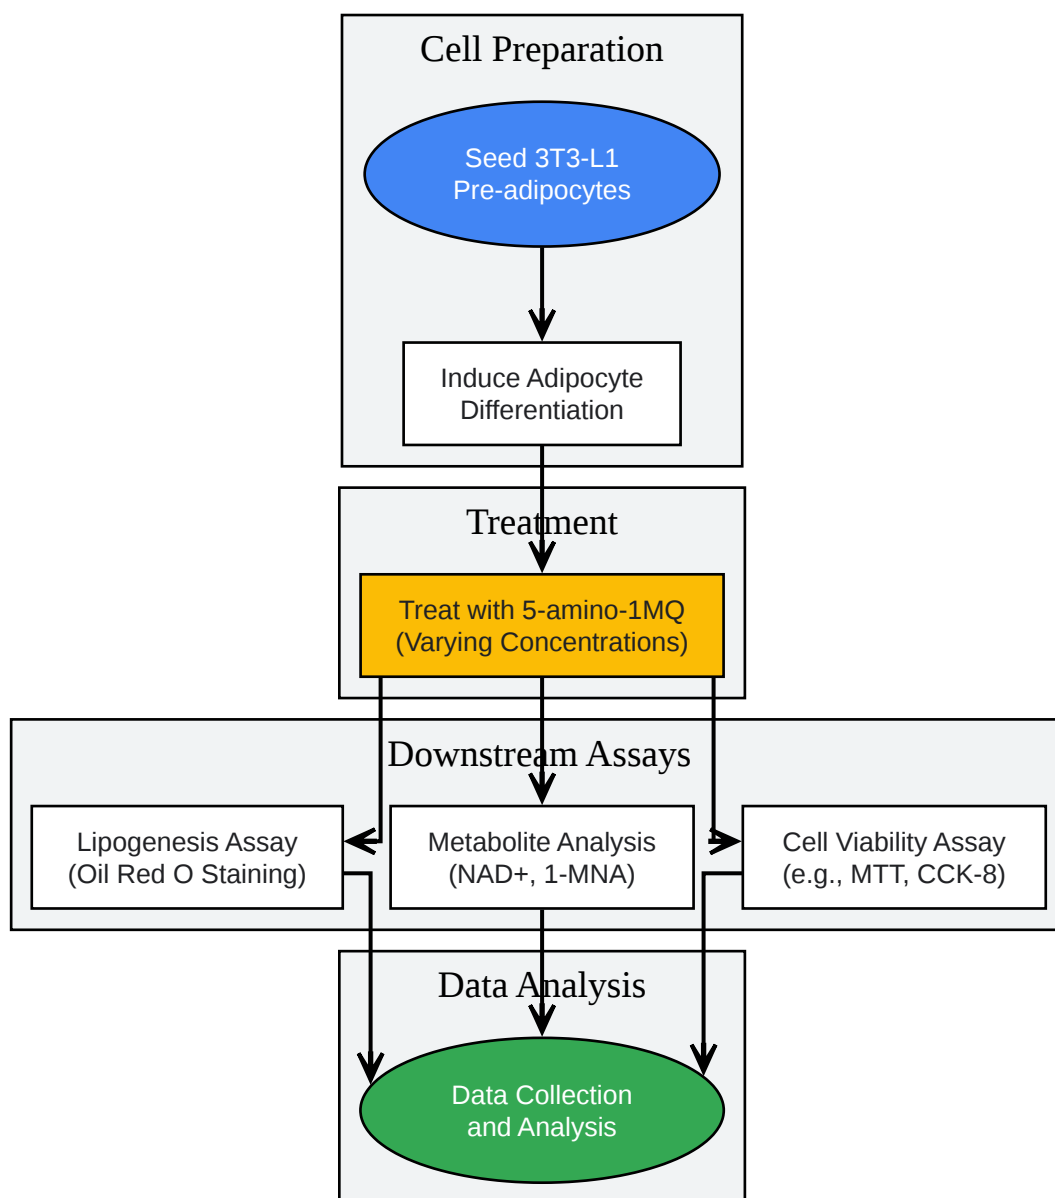 Cell Preparation
Seed 3T3-L1
Pre-adipocytes
Induce Adipocyte
Differentiation
Treatment
Treat with 5-amino-1MQ
(Varying Concentrations)
Downstream Assays
Lipogenesis Assay
(Oil Red O Staining)
Metabolite Analysis
(NAD+, 1-MNA)
Cell Viability Assay
(e.g., MTT, CCK-8)
Data Analysis
Data Collection
and Analysis